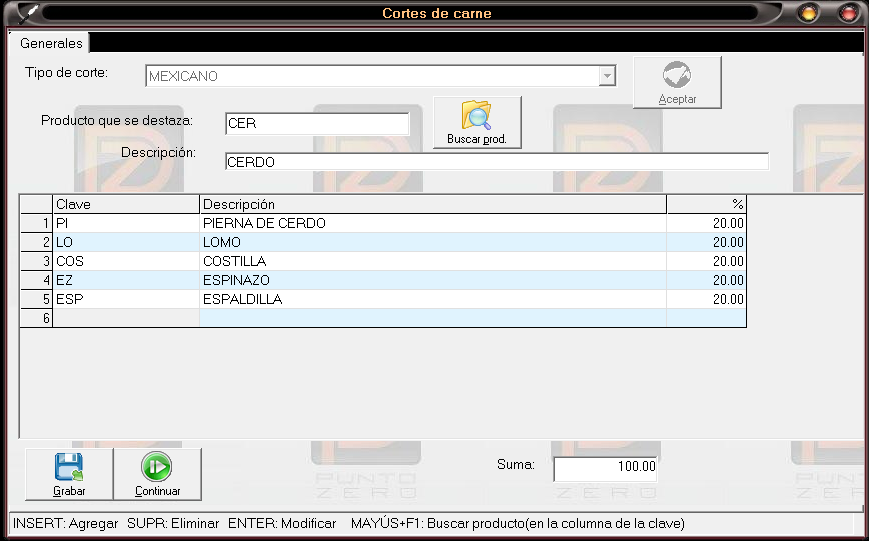 Cortes de carne
Generales
Tipo de corte: MEXICANO
Aceptar
Producto que se destaza: CER
Buscar prod.
Descripción: CERDO
Clave Descripción %
1 PI PIERNA DE CERDO 20.00
2 LO LOMO 20.00
3 COS COSTILLA 20.00
4 EZ ESPINAZO 20.00
5 ESP ESPALDILLA 20.00
6
Grabar Continuar Suma: 100.00
PUNTO ZERO PUNTO ZERO
INSERT: Agregar SUPR: Eliminar ENTER: Modificar MAYÚS+F1: Buscar producto(en la columna de la clave)